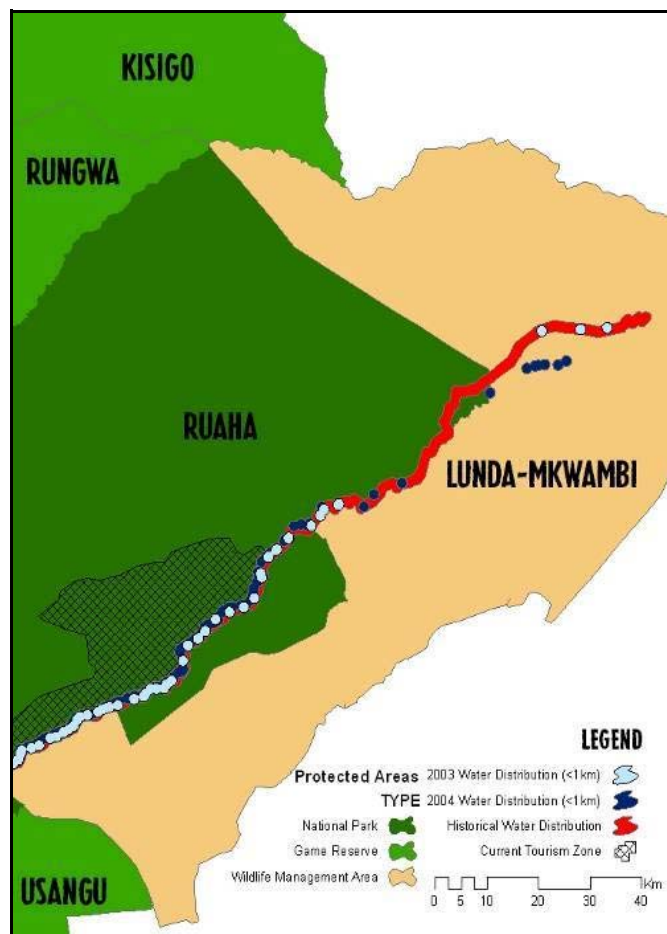 KISIGO
RUNGWA
RUAHA
LUNDA-MKWAMBI
USANGU
LEGEND
Protected Areas 2003 Water Distribution (<1km)
TYPE 2004 Water Distribution (<1km)
National Park Historical Water Distribution
Game Reserve Current Tourism Zone
Wildlife Management Area
Km
0 5 10 20 30 40